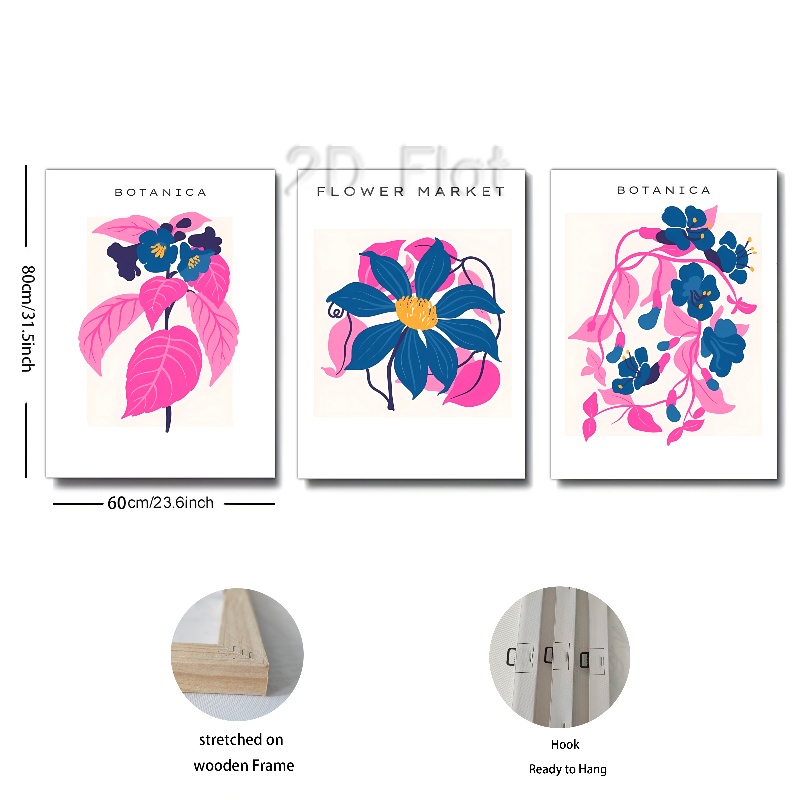 2D Flat
BOTANICA
FLOWER MARKET
BOTANICA
80cm/31.5inch
60cm/23.6inch
stretched on
wooden Frame
Hook
Ready to Hang